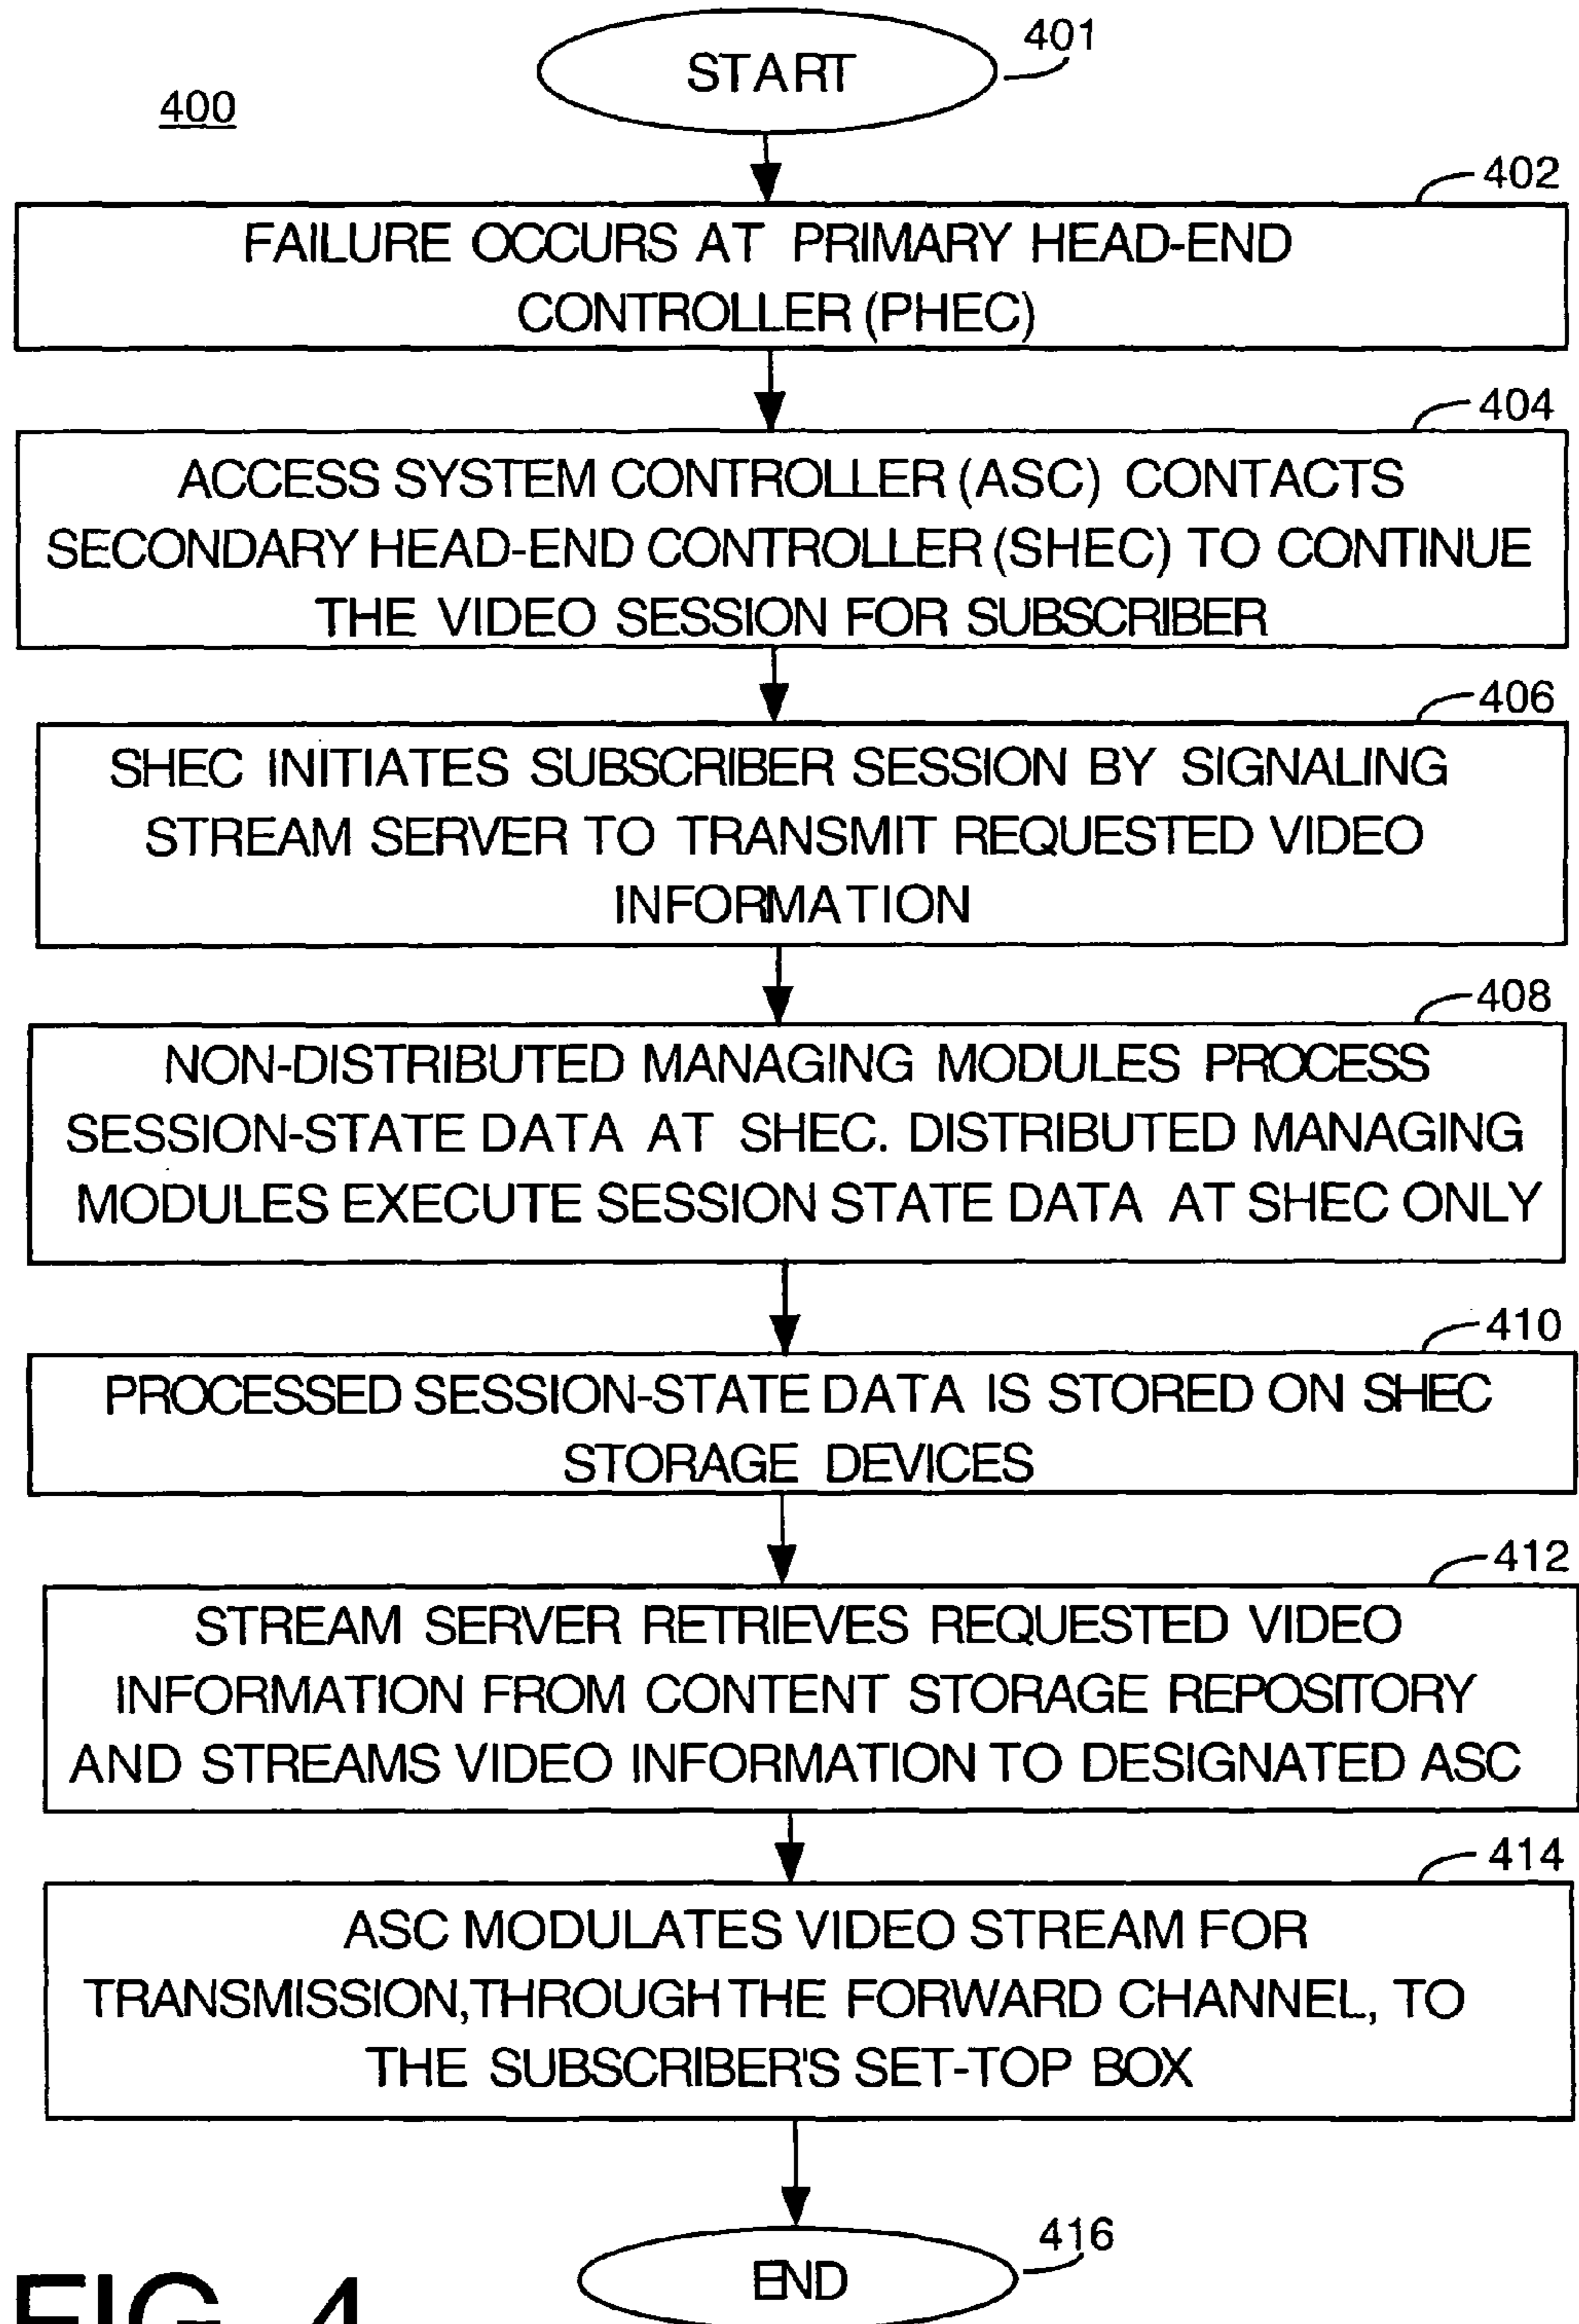 START
401
400
402
FAILURE OCCURS AT PRIMARY HEAD-END
CONTROLLER (PHEC)
404
ACCESS SYSTEM CONTROLLER (ASC) CONTACTS
SECONDARY HEAD-END CONTROLLER (SHEC) TO CONTINUE
THE VIDEO SESSION FOR SUBSCRIBER
406
SHEC INITIATES SUBSCRIBER SESSION BY SIGNALING
STREAM SERVER TO TRANSMIT REQUESTED VIDEO
INFORMATION
408
NON-DISTRIBUTED MANAGING MODULES PROCESS
SESSION-STATE DATA AT SHEC. DISTRIBUTED MANAGING
MODULES EXECUTE SESSION STATE DATA AT SHEC ONLY
410
PROCESSED SESSION-STATE DATA IS STORED ON SHEC
STORAGE DEVICES
412
STREAM SERVER RETRIEVES REQUESTED VIDEO
INFORMATION FROM CONTENT STORAGE REPOSITORY
AND STREAMS VIDEO INFORMATION TO DESIGNATED ASC
414
ASC MODULATES VIDEO STREAM FOR
TRANSMISSION, THROUGH THE FORWARD CHANNEL, TO
THE SUBSCRIBER'S SET-TOP BOX
416
END
FIG. 4